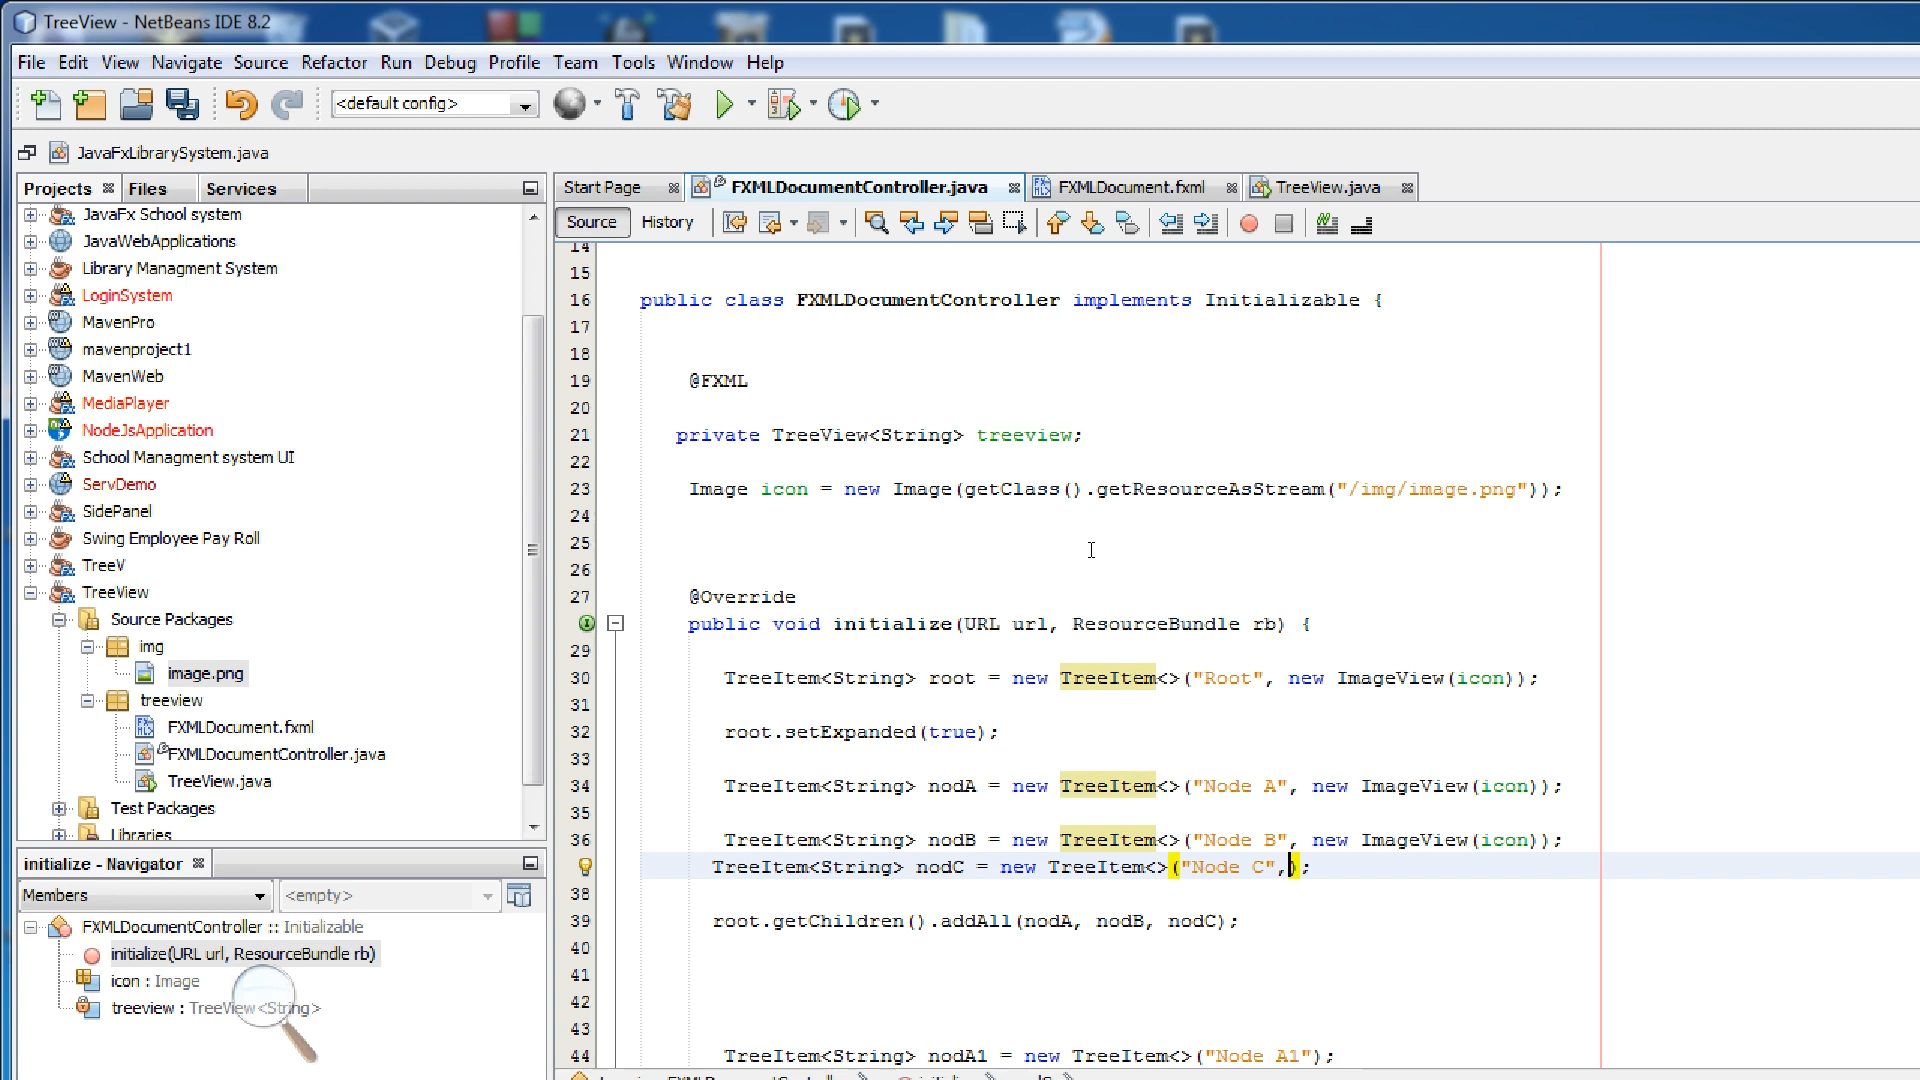 TreeView - NetBeans IDE 8.2
File Edit View Navigate Source Refactor Run Debug Profile Team Tools Window Help
<default config>
JavaFxLibrarySystem.java
Projects Files Services
JavaFx School system
JavaWebApplications
Library Managment System
LoginSystem
MavenPro
mavenproject1
MavenWeb
MediaPlayer
NodeJsApplication
School Managment system UI
ServDemo
SidePanel
Swing Employee Pay Roll
TreeV
TreeView
Source Packages
img
image.png
treeview
FXMLDocument.fxml
FXMLDocumentController.java
TreeView.java
Test Packages
Libraries
initialize - Navigator
Members <empty>
FXMLDocumentController :: Initializable
initialize(URL url, ResourceBundle rb)
icon : Image
treeview : TreeView<String>
Start Page FXMLDocumentController.java FXMLDocument.fxml TreeView.java
Source History
14
15
16 public class FXMLDocumentController implements Initializable {
17
18
19 @FXML
20
21 private TreeView<String> treeview;
22
23 Image icon = new Image(getClass().getResourceAsStream("/img/image.png"));
24
25
26
27 @Override
public void initialize(URL url, ResourceBundle rb) {
29
30 TreeItem<String> root = new TreeItem<>("Root", new ImageView(icon));
31
32 root.setExpanded(true);
33
34 TreeItem<String> nodA = new TreeItem<>("Node A", new ImageView(icon));
35
36 TreeItem<String> nodB = new TreeItem<>("Node B", new ImageView(icon));
TreeItem<String> nodC = new TreeItem<>("Node C",);
38
39 root.getChildren().addAll(nodA, nodB, nodC);
40
41
42
43
44 TreeItem<String> nodA1 = new TreeItem<>("Node A1");